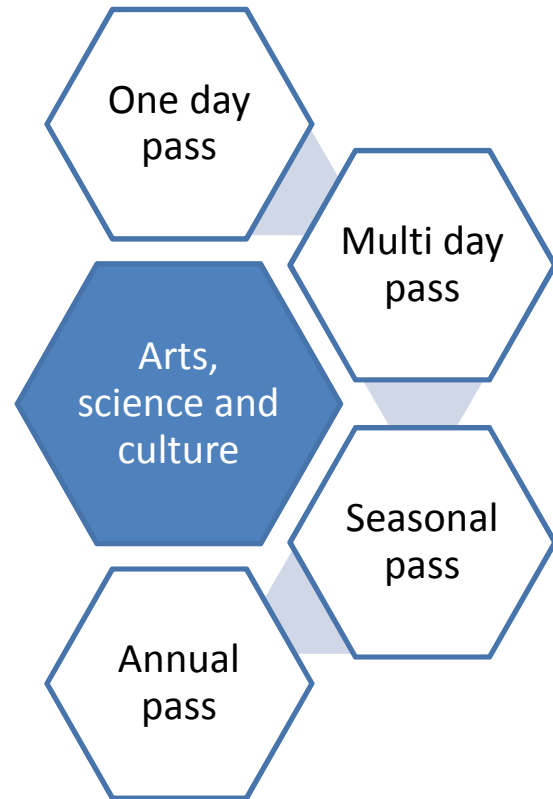 One day
pass
Multi day
pass
Arts,
science and
culture
Seasonal
pass
Annual
pass